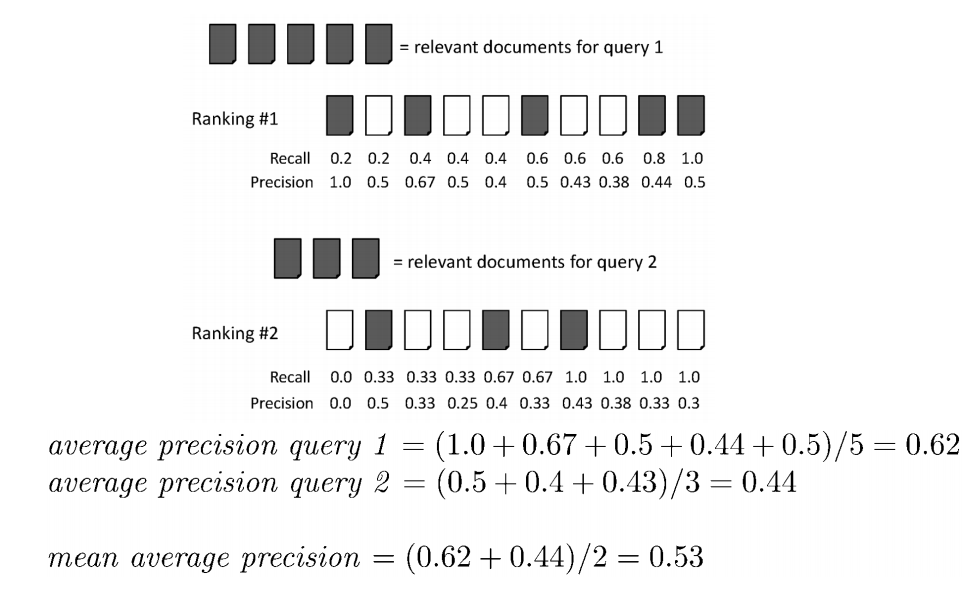 = relevant documents for query 1
Ranking #1
Recall 0.2 0.2 0.4 0.4 0.4 0.6 0.6 0.6 0.8 1.0
Precision 1.0 0.5 0.67 0.5 0.4 0.5 0.43 0.38 0.44 0.5
= relevant documents for query 2
Ranking #2
Recall 0.0 0.33 0.33 0.33 0.67 0.67 1.0 1.0 1.0 1.0
Precision 0.0 0.5 0.33 0.25 0.4 0.33 0.43 0.38 0.33 0.3
average precision query 1 = (1.0 + 0.67 + 0.5 + 0.44 + 0.5)/5 = 0.62
average precision query 2 = (0.5 + 0.4 + 0.43)/3 = 0.44
mean average precision = (0.62 + 0.44)/2 = 0.53